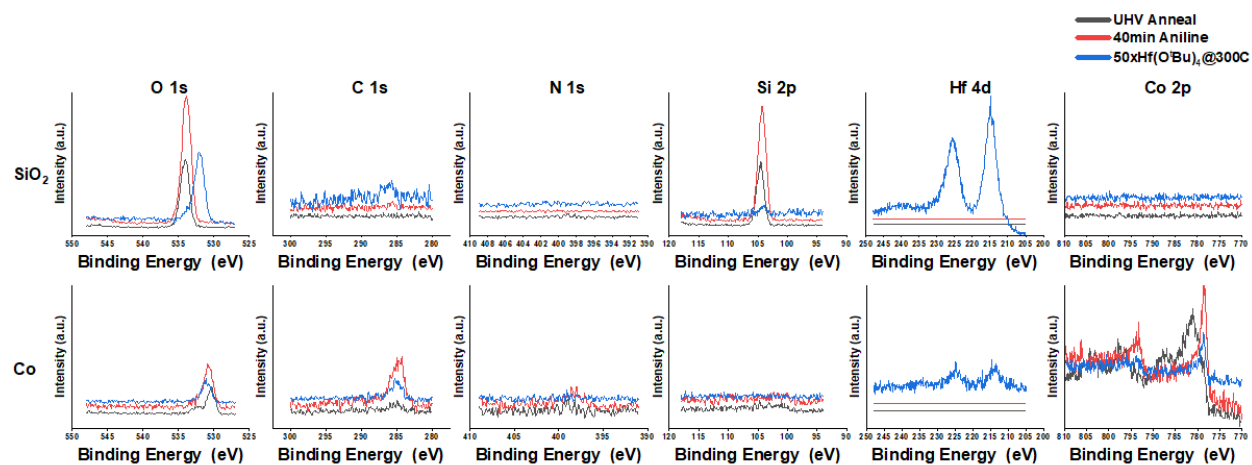 UHV Anneal
40min Aniline
50xHf(OᵗBu)₄@300C
O 1s
C 1s
N 1s
Si 2p
Hf 4d
Co 2p
SiO₂
Intensity (a.u.)
Intensity (a.u.)
Intensity (a.u.)
Intensity (a.u.)
Intensity (a.u.)
Intensity (a.u.)
550 545 540 535 530 525
300 295 290 285 280
410 408 406 404 402 400 398 396 394 392 390
120 115 110 105 100 95 90
250 245 240 235 230 225 220 215 210 205 200
810 805 800 795 790 785 780 775 770
Binding Energy (eV)
Binding Energy (eV)
Binding Energy (eV)
Binding Energy (eV)
Binding Energy (eV)
Binding Energy (eV)
Co
Intensity (a.u.)
Intensity (a.u.)
Intensity (a.u.)
Intensity (a.u.)
Intensity (a.u.)
Intensity (a.u.)
550 545 540 535 530 525
300 295 290 285 280
410 405 400 395 390
120 115 110 105 100 95 90
250 245 240 235 230 225 220 215 210 205 200
810 805 800 795 790 785 780 775 770
Binding Energy (eV)
Binding Energy (eV)
Binding Energy (eV)
Binding Energy (eV)
Binding Energy (eV)
Binding Energy (eV)